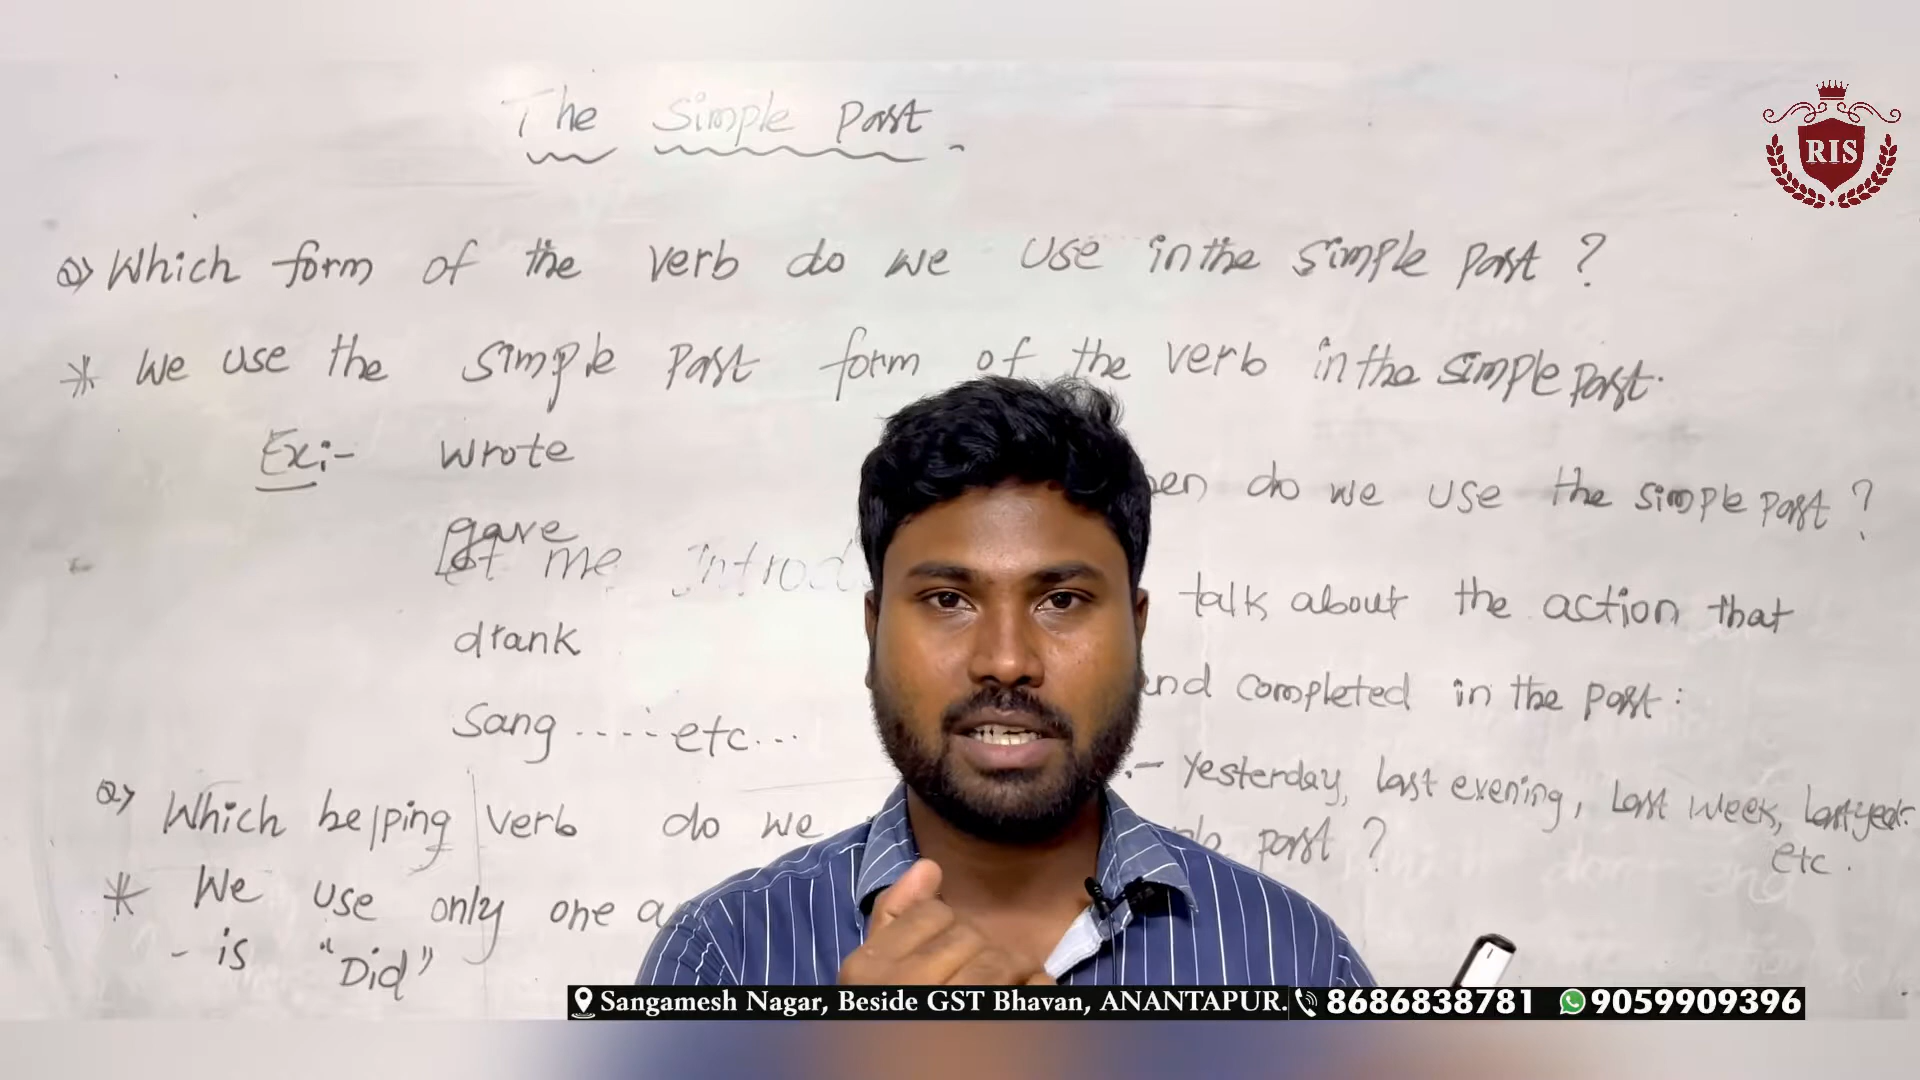 The Simple Past.
RIS
Q) Which form of the verb do we use in the simple past ?
* We use the simple past form of the verb in the simple past.
Ex:- wrote
gave
let me
drank
sang ..... etc...
do we use the simple past ?
talk about the action that
and completed in the past :
- Yesterday, last evening, last week, last year.
etc .
Q) Which helping verb do we
past ?
* We use only one
- is "Did"
Sangamesh Nagar, Beside GST Bhavan, ANANTAPUR. 8686838781 9059909396